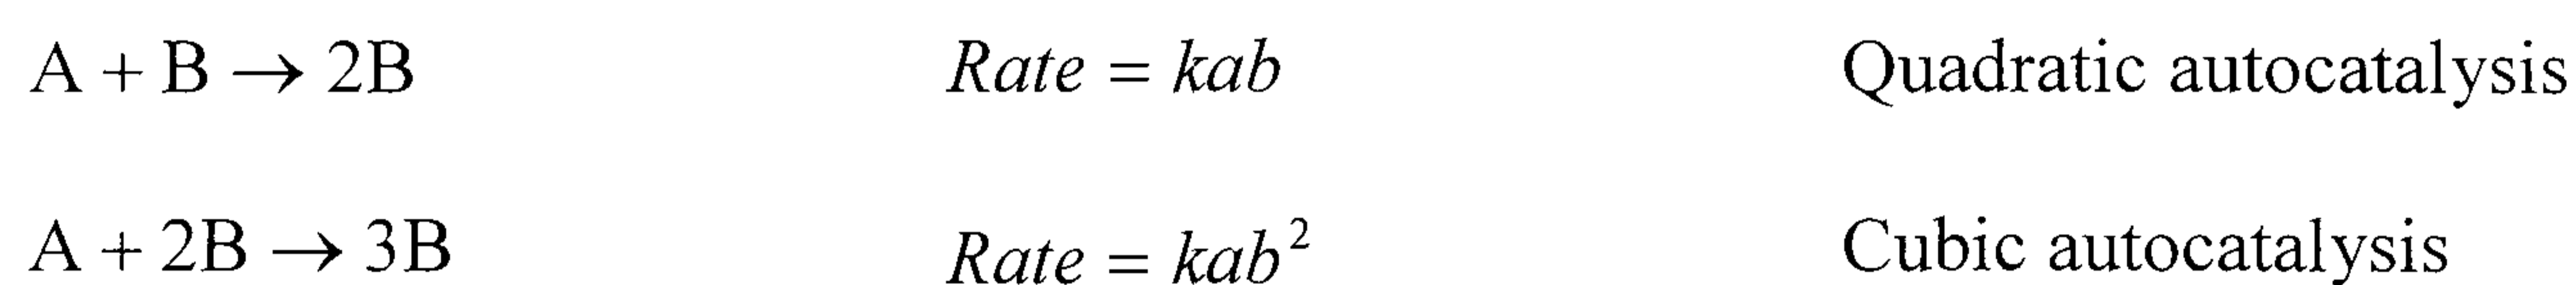 A + B → 2B Rate = kab Quadratic autocatalysis
A + 2B → 3B Rate = kab² Cubic autocatalysis